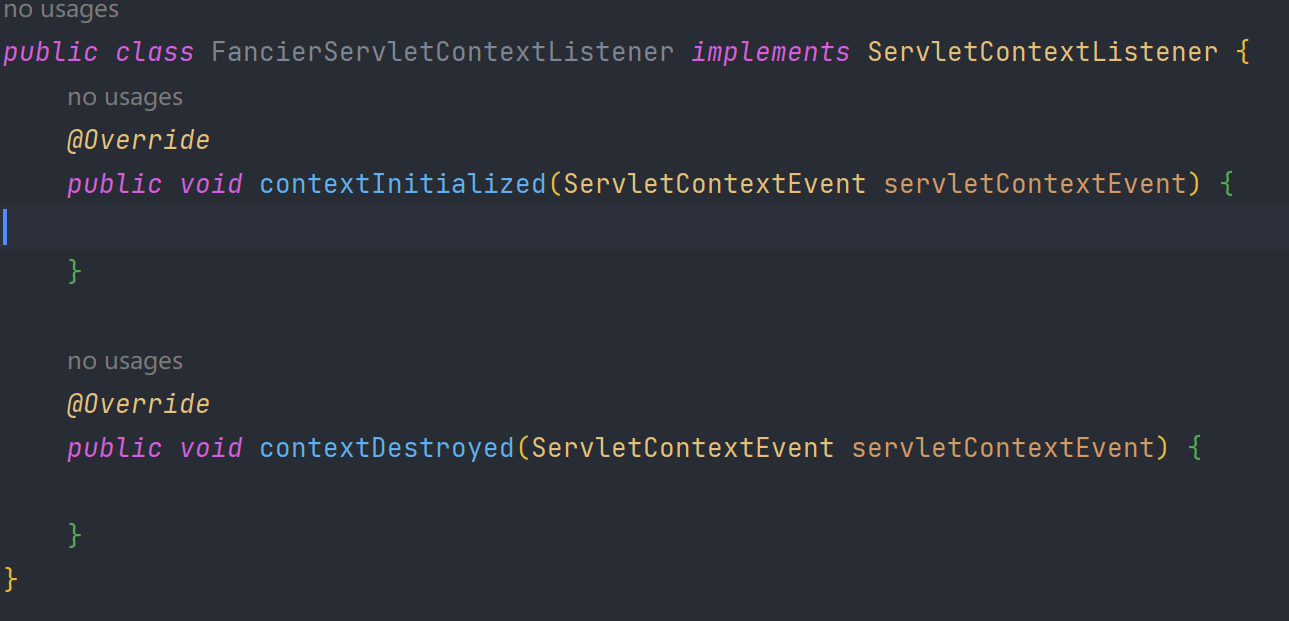 no usages
public class FancierServletContextListener implements ServletContextListener {
no usages
@Override
public void contextInitialized(ServletContextEvent servletContextEvent) {
}
no usages
@Override
public void contextDestroyed(ServletContextEvent servletContextEvent) {
}
}